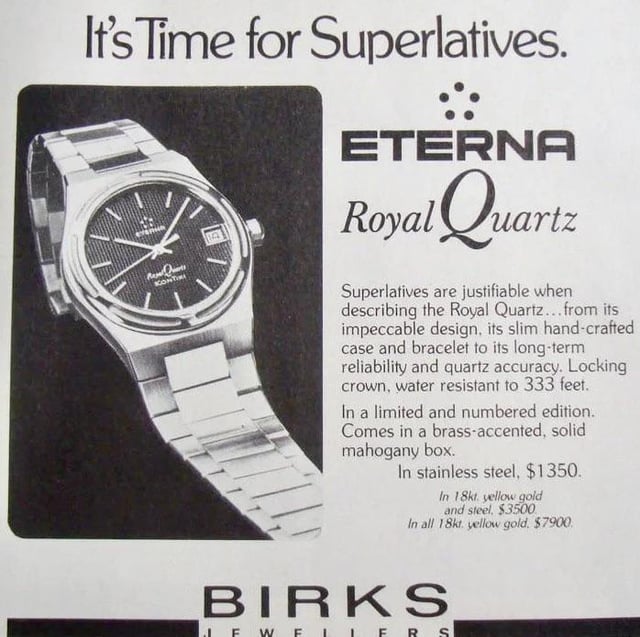 It's Time for Superlatives.
ETERNA
Royal Quartz
ETERNA
Royal Quartz
KONTIKI
Superlatives are justifiable when
describing the Royal Quartz...from its
impeccable design, its slim hand-crafted
case and bracelet to its long-term
reliability and quartz accuracy. Locking
crown, water resistant to 333 feet.
In a limited and numbered edition.
Comes in a brass-accented, solid
mahogany box.
In stainless steel, $1350.
In 18kt. yellow gold
and steel, $3500.
In all 18kt. yellow gold, $7900.
BIRKS
JEWELLERS